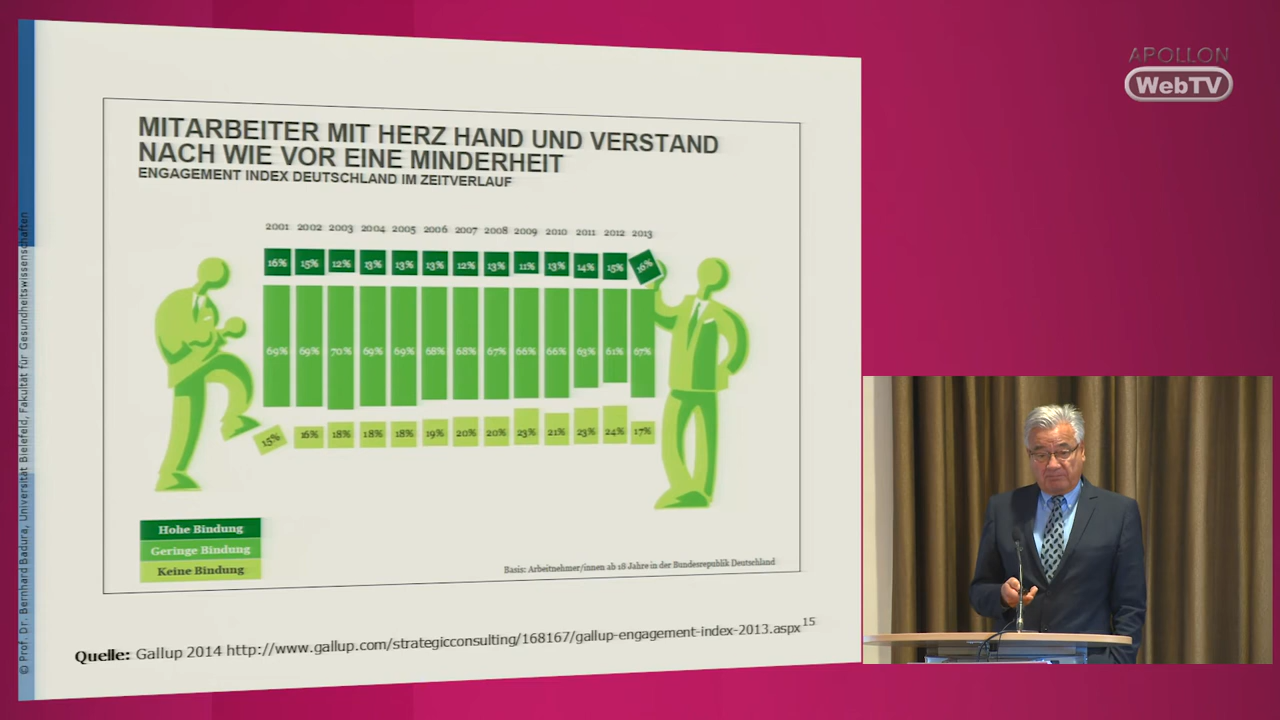 APOLLON
WebTV
MITARBEITER MIT HERZ HAND UND VERSTAND
NACH WIE VOR EINE MINDERHEIT
ENGAGEMENT INDEX DEUTSCHLAND IM ZEITVERLAUF
2001 2002 2003 2004 2005 2006 2007 2008 2009 2010 2011 2012 2013
16% 15% 12% 13% 13% 13% 12% 13% 11% 13% 14% 15% 16%
69% 69% 70% 69% 69% 68% 68% 67% 66% 66% 63% 61% 67%
15% 16% 18% 18% 18% 19% 20% 20% 23% 21% 23% 24% 17%
Hohe Bindung
Geringe Bindung
Keine Bindung
Basis: Arbeitnehmer/innen ab 18 Jahre in der Bundesrepublik Deutschland
Quelle: Gallup 2014 http://www.gallup.com/strategicconsulting/168167/gallup-engagement-index-2013.aspx 15
© Prof. Dr. Bernhard Badura, Universität Bielefeld, Fakultät für Gesundheitswissenschaften